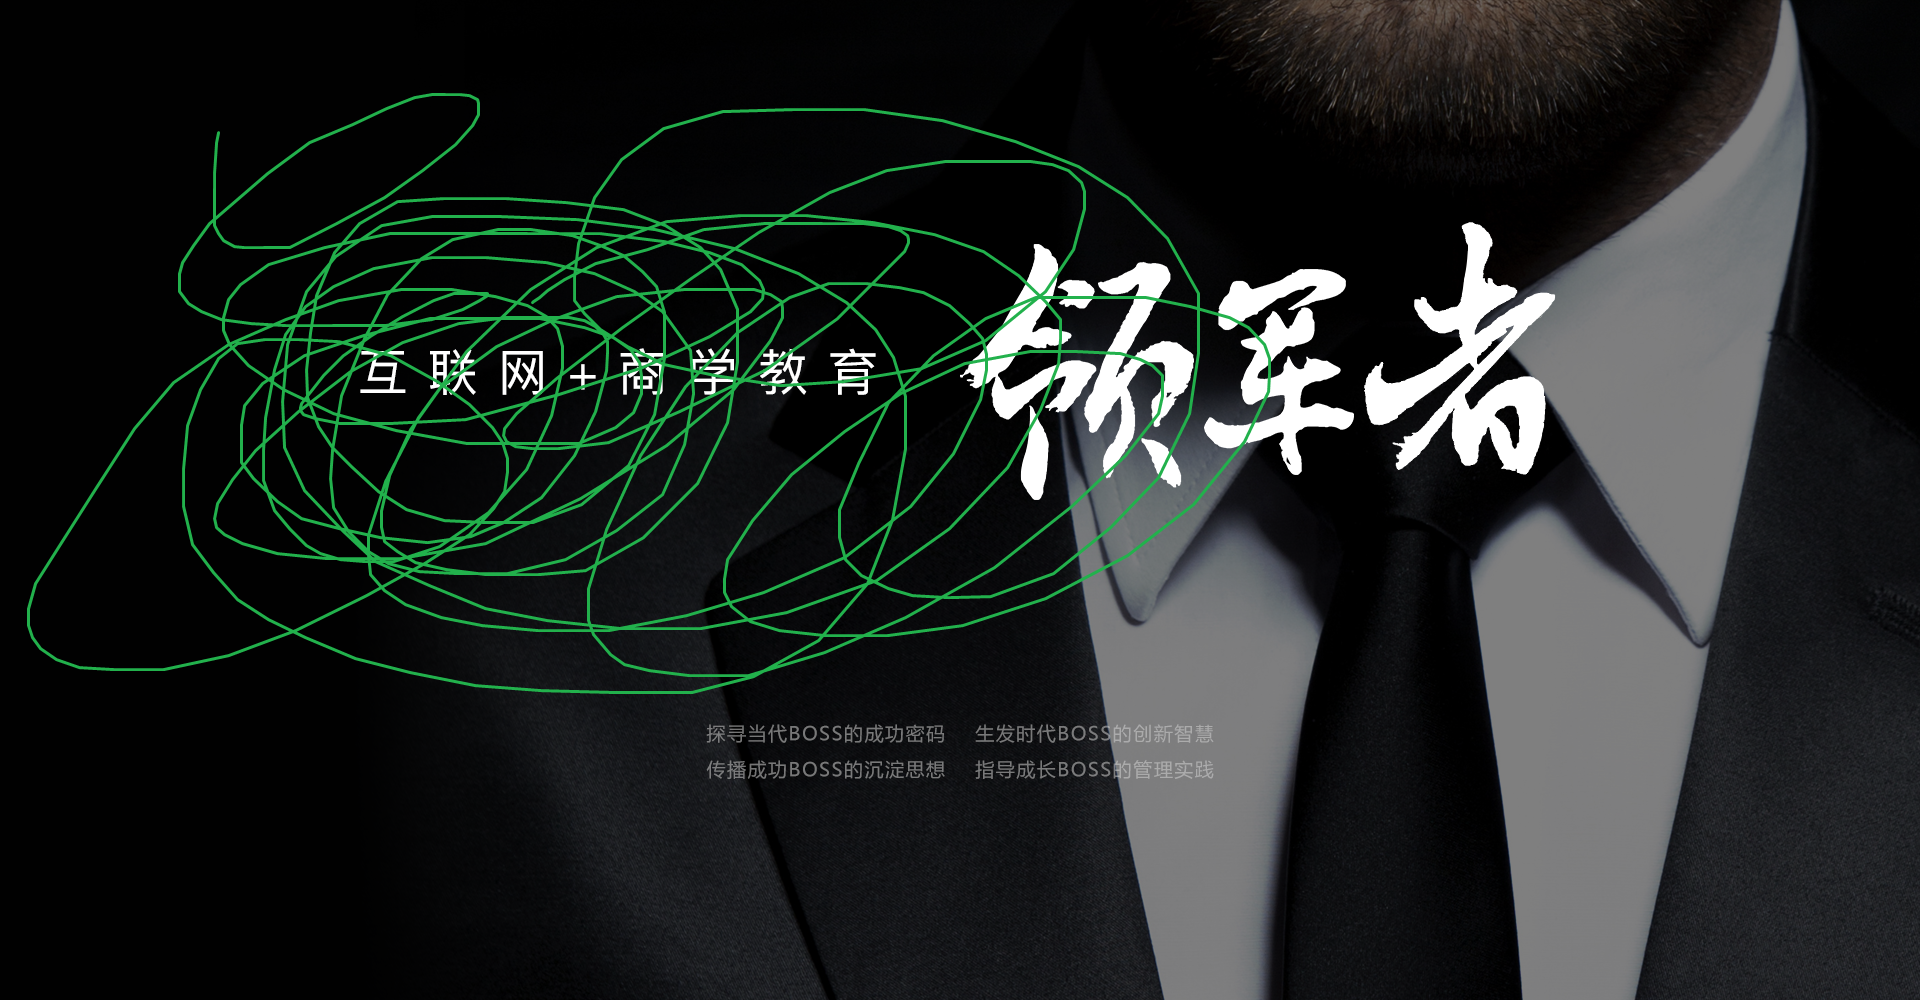 互联网+商学教育 领军者
探寻当代BOSS的成功密码 生发时代BOSS的创新智慧
传播成功BOSS的沉淀思想 指导成长BOSS的管理实践